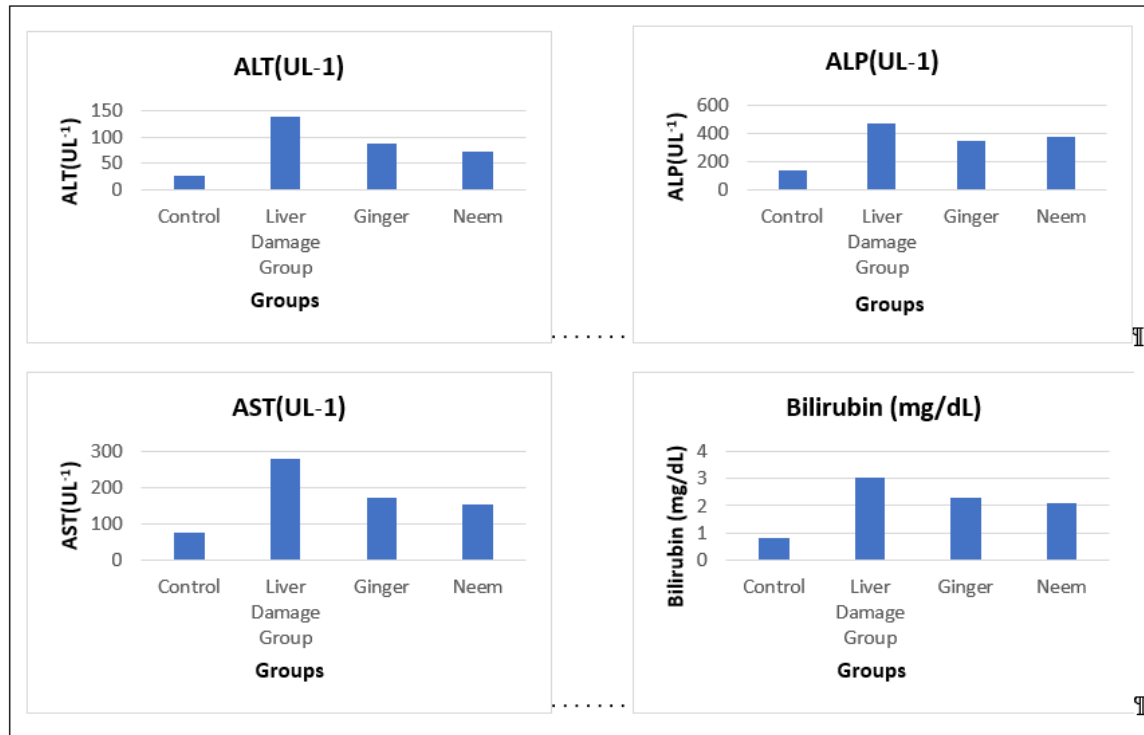 ALT(UL-1)
ALT(UL⁻¹)
150
100
50
0
Control
Liver
Damage
Group
Ginger
Neem
Groups
ALP(UL-1)
ALP(UL⁻¹)
600
400
200
0
Control
Liver
Damage
Group
Ginger
Neem
Groups
. . . . . . . ¶
AST(UL-1)
AST(UL⁻¹)
300
200
100
0
Control
Liver
Damage
Group
Ginger
Neem
Groups
Bilirubin (mg/dL)
Bilirubin (mg/dL)
4
3
2
1
0
Control
Liver
Damage
Group
Ginger
Neem
Groups
. . . . . . . ¶